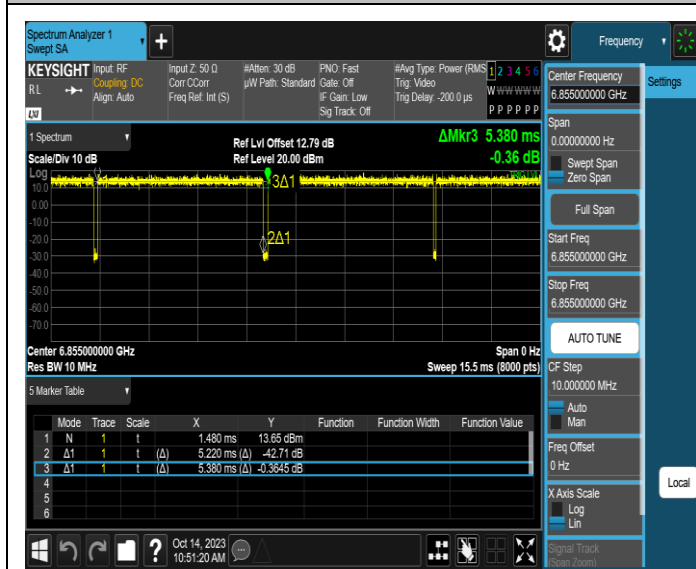 Spectrum Analyzer 1
Swept SA
+
Frequency
KEYSIGHT Input: RF Input Z: 50 Ω #Atten: 30 dB PNO: Fast #Avg Type: Power (RMS 1 2 3 4 5 6
RL Coupling: DC Corr CCorr µW Path: Standard Gate: Off Trig: Video W W W W W W
Align: Auto Freq Ref: Int (S) IF Gain: Low Trig Delay: -200.0 µs
LXI Sig Track: Off P P P P P P
1 Spectrum
Ref Lvl Offset 12.79 dB ΔMkr3 5.380 ms
Scale/Div 10 dB Ref Level 20.00 dBm -0.36 dB
Log
10.0
3Δ1
0.00
-10.0
-20.0
2Δ1
-30.0
-40.0
-50.0
-60.0
-70.0
Center 6.855000000 GHz Span 0 Hz
Res BW 10 MHz Sweep 15.5 ms (8000 pts)
5 Marker Table
Mode Trace Scale X Y Function Function Width Function Value
1 N 1 t 1.480 ms 13.65 dBm
2 Δ1 1 t (Δ) 5.220 ms (Δ) -42.71 dB
3 Δ1 1 t (Δ) 5.380 ms (Δ) -0.3645 dB
4
5
6
?
Oct 14, 2023
10:51:20 AM
Center Frequency
6.855000000 GHz
Settings
Span
0.00000000 Hz
Swept Span
Zero Span
Full Span
Start Freq
6.855000000 GHz
Stop Freq
6.855000000 GHz
AUTO TUNE
CF Step
10.000000 MHz
Auto
Man
Freq Offset
0 Hz
X Axis Scale
Log
Lin
Signal Track
(Span Zoom)
Local